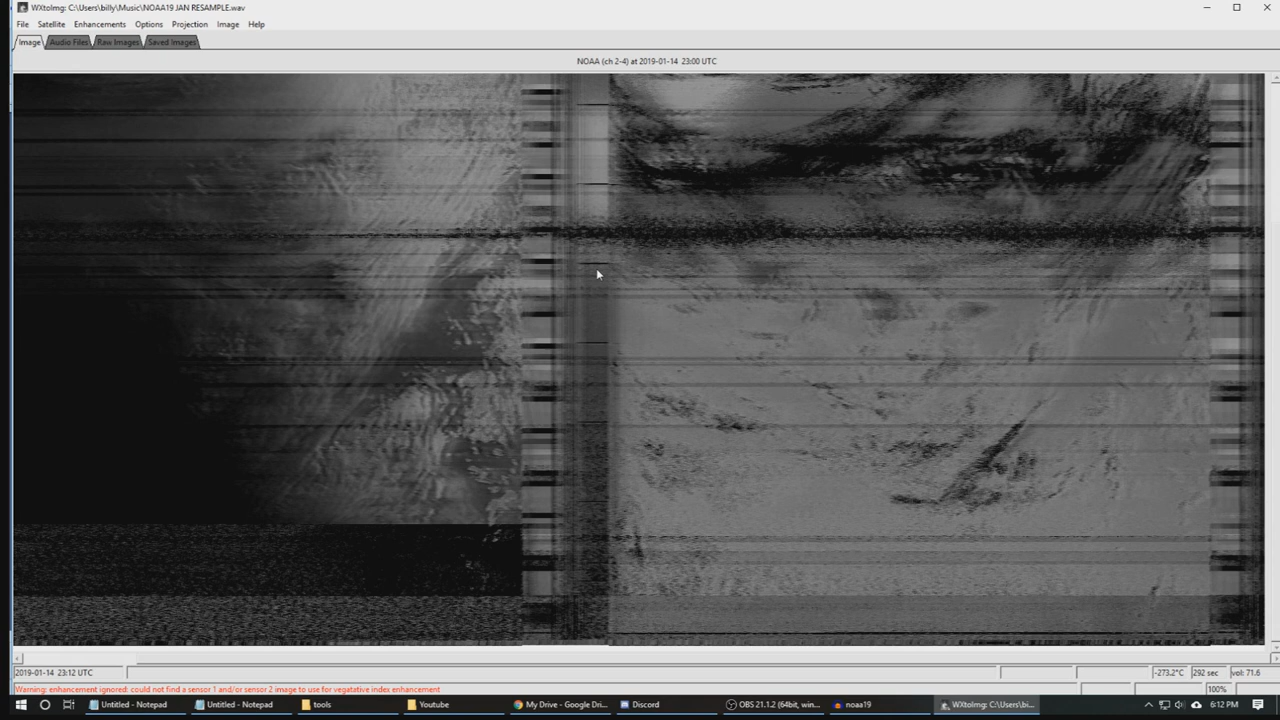 WXtoImg: C:\Users\billy\Music\NOAA19 JAN RESAMPLE.wav
File Satellite Enhancements Options Projection Image Help
Image Audio Files Raw Images Saved Images
NOAA (ch 2-4) at 2019-01-14 23:00 UTC
2019-01-14 23:12 UTC -273.2°C 292 sec vol: 71.6
Warning: enhancement ignored: could not find a sensor 1 and/or sensor 2 image to use for vegatative index enhancement 100%
Untitled - Notepad Untitled - Notepad tools Youtube My Drive - Google Dri... Discord OBS 21.1.2 (64bit, win... noaa19 WXtoImg: C:\Users\bi... 6:12 PM